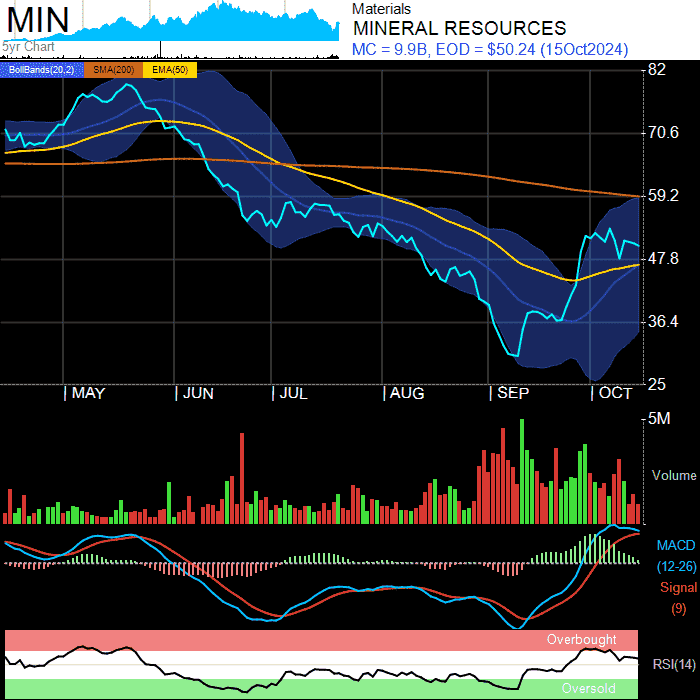 MIN
5yr Chart
Materials
MINERAL RESOURCES
MC = 9.9B, EOD = $50.24 (15Oct2024)
BollBands(20,2) SMA(200) EMA(50)
82
70.6
59.2
47.8
36.4
25
MAY JUN JUL AUG SEP OCT
5M
Volume
MACD
(12-26)
Signal
(9)
Overbought
RSI(14)
Oversold